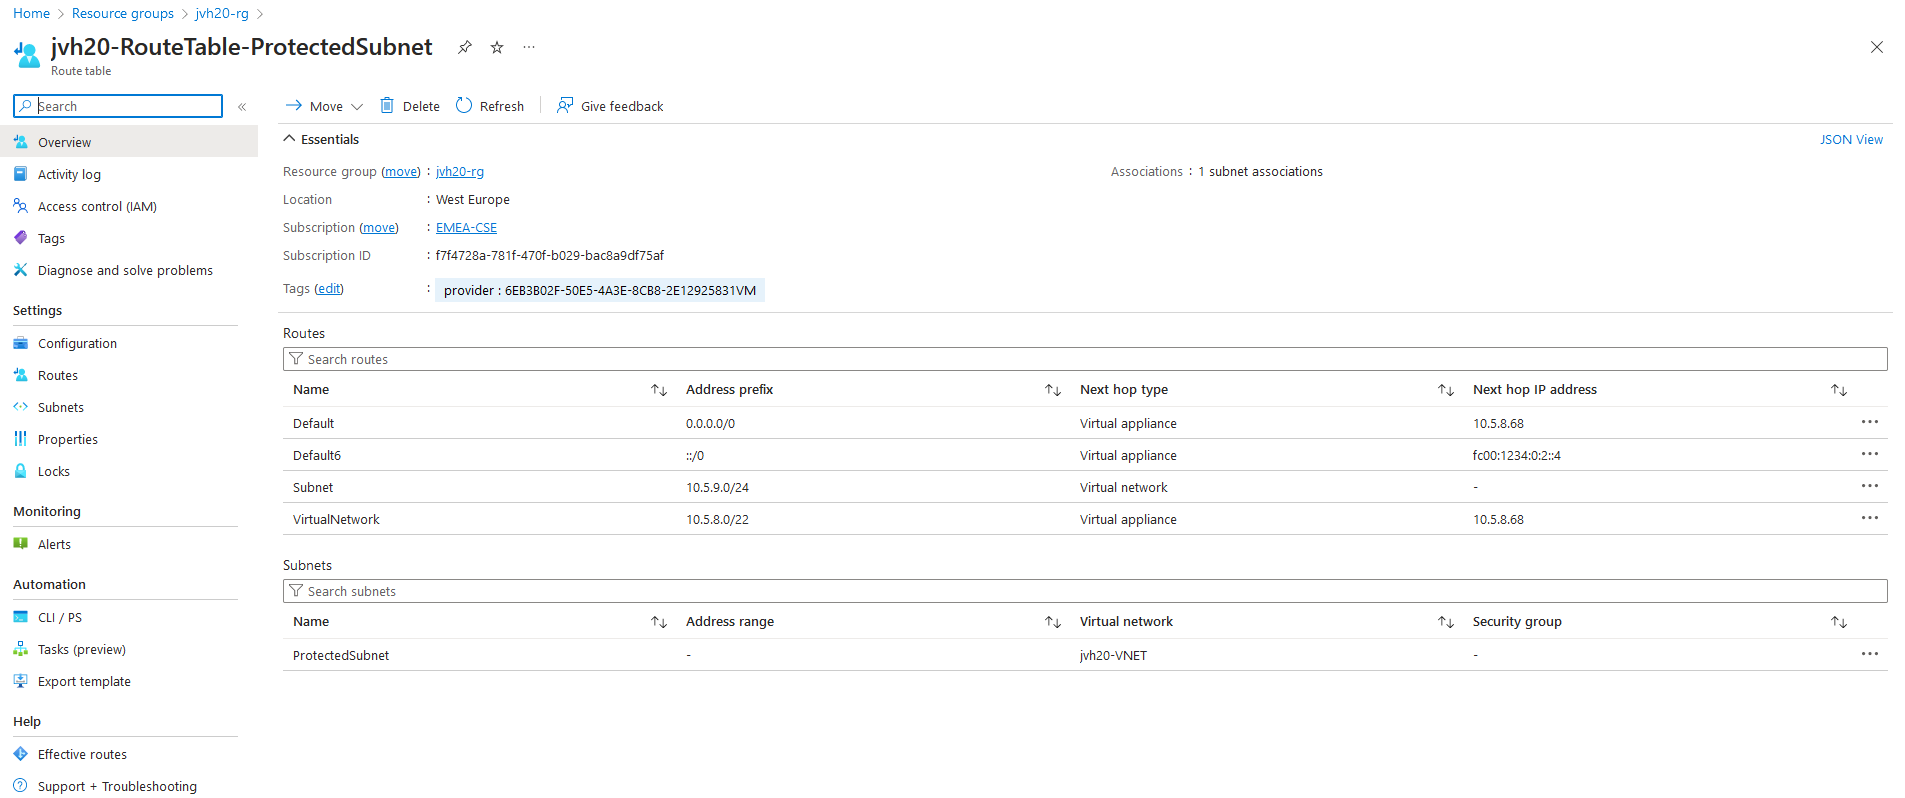 Home > Resource groups > jvh20-rg >
jvh20-RouteTable-ProtectedSubnet ...
Route table
Search «
Move Delete Refresh Give feedback
Overview
Activity log
Access control (IAM)
Tags
Diagnose and solve problems
Settings
Configuration
Routes
Subnets
Properties
Locks
Monitoring
Alerts
Automation
CLI / PS
Tasks (preview)
Export template
Help
Effective routes
Support + Troubleshooting
Essentials JSON View
Resource group (move) : jvh20-rg Associations : 1 subnet associations
Location : West Europe
Subscription (move) : EMEA-CSE
Subscription ID : f7f4728a-781f-470f-b029-bac8a9df75af
Tags (edit) : provider : 6EB3B02F-50E5-4A3E-8CB8-2E12925831VM
Routes
Search routes
Name Address prefix Next hop type Next hop IP address
Default 0.0.0.0/0 Virtual appliance 10.5.8.68 ...
Default6 ::/0 Virtual appliance fc00:1234:0:2::4 ...
Subnet 10.5.9.0/24 Virtual network - ...
VirtualNetwork 10.5.8.0/22 Virtual appliance 10.5.8.68 ...
Subnets
Search subnets
Name Address range Virtual network Security group
ProtectedSubnet - jvh20-VNET - ...